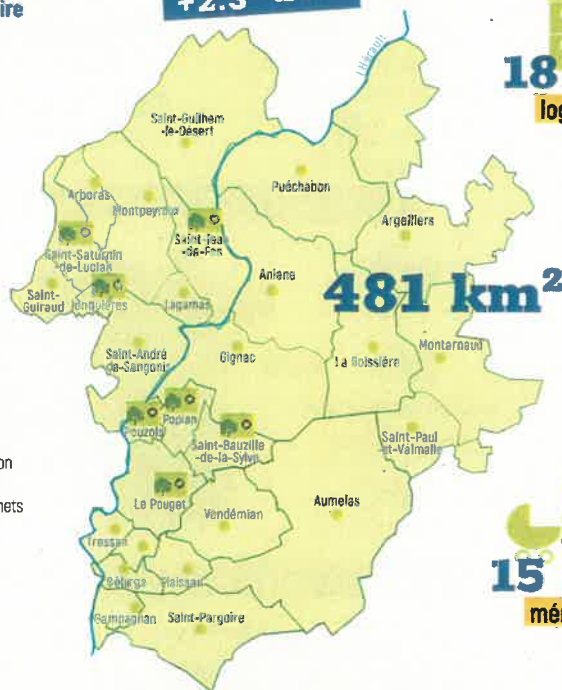 ire
+2.3
18
log
l'Hérault
Saint-Guilhem
-le-Désert
Puéchabon
Arboras
Montpeyroux
Argelliers
Saint-Jean
-de-Fos
Saint-Saturnin
-de-Lucian
Aniane
481 km²
Saint-
Guiraud
Jonquières
Lagamas
Saint-André
de-Sangonis
Gignac
La Boissière
Montarnaud
Pouzols
Popian
Saint-Bauzille
-de-la-Sylve
Saint-Paul
-et-Valmalle
on
Le Pouget
nets
Vendémian
Aumelas
Tressan
15
Bélarga
Plaissan
mén
Campagnan
Saint-Pargoire